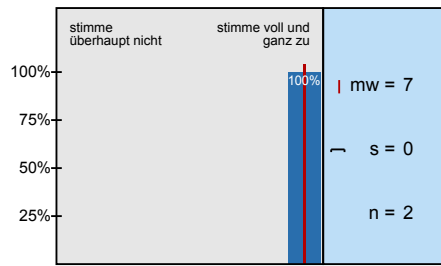 stimme
überhaupt nicht
stimme voll und
ganz zu
100%
75%
50%
25%
100%
mw = 7
s = 0
n = 2